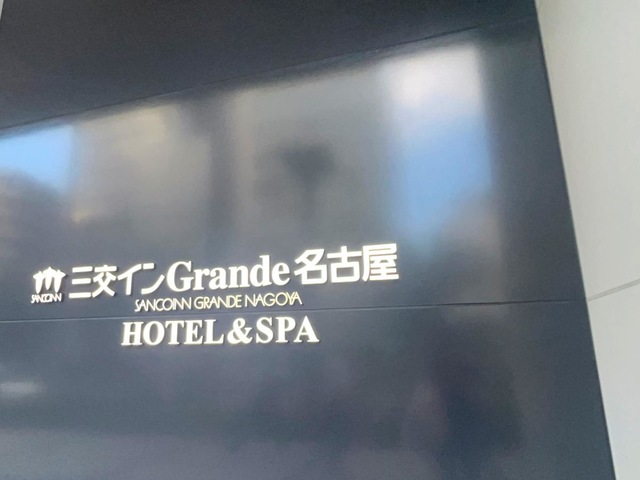 三交インGrande名古屋
SANCOINN
SANCOINN GRANDE NAGOYA
HOTEL&SPA